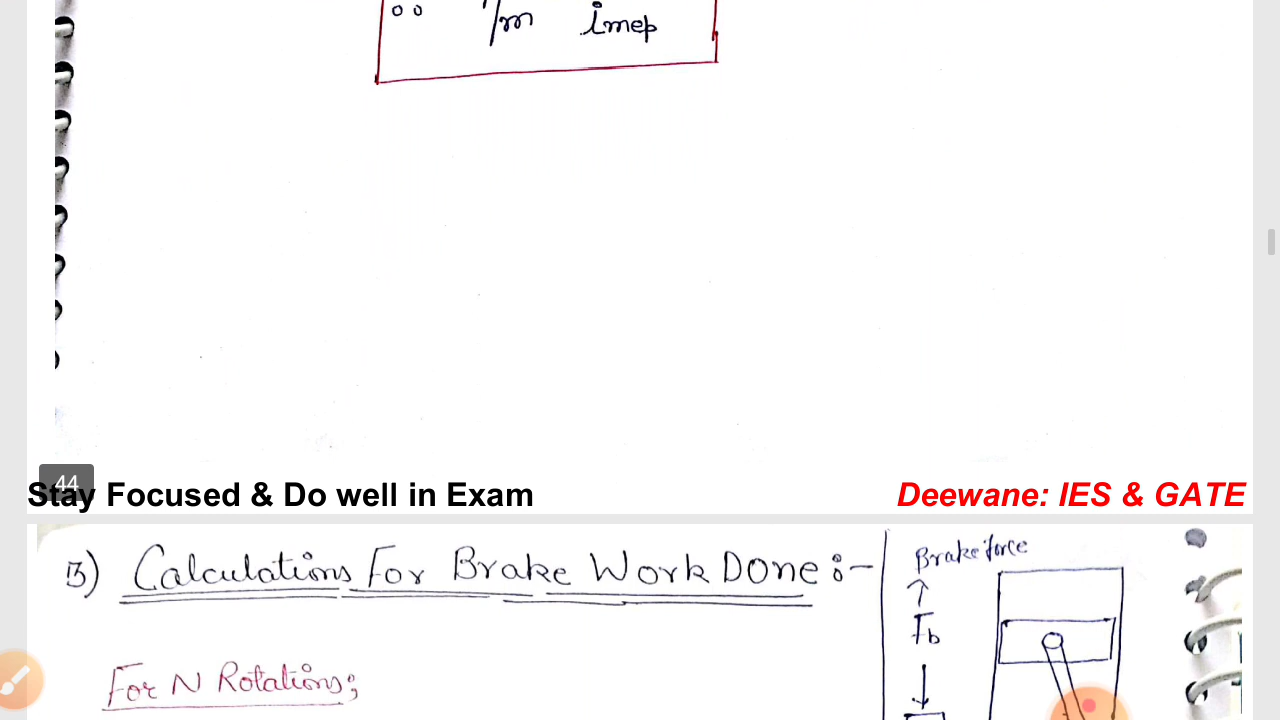 ∴ η/m imep
44
Stay Focused & Do well in Exam
Deewane: IES & GATE
B) Calculations For Brake Work Done :-
Brake force
Fb
For N Rotations;